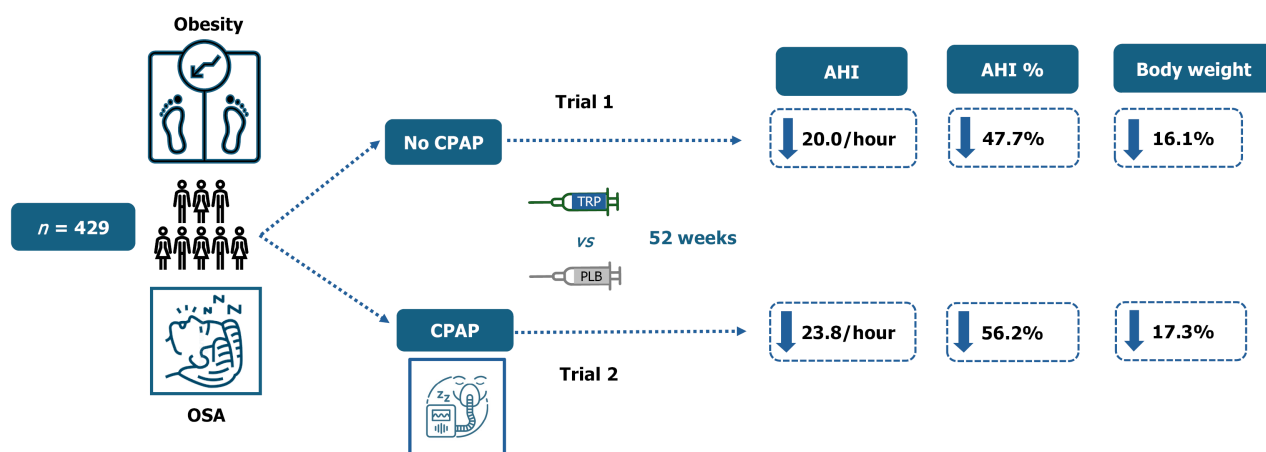 Obesity
n = 429
OSA
z z Z Z
No CPAP
CPAP
zz
Trial 1
TRP
vs
PLB
52 weeks
Trial 2
AHI
AHI %
Body weight
20.0/hour
47.7%
16.1%
23.8/hour
56.2%
17.3%